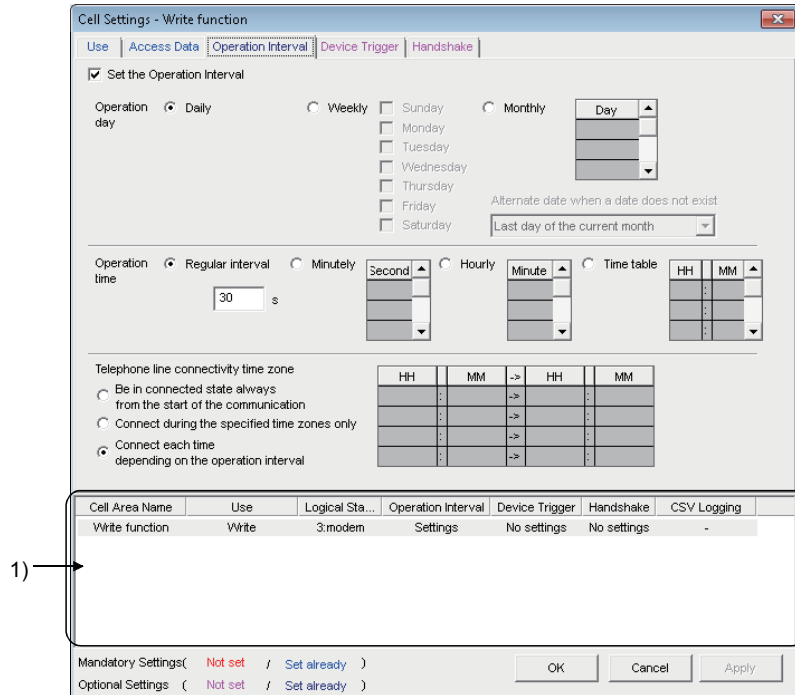 Cell Settings - Write function
Use Access Data Operation Interval Device Trigger Handshake
Set the Operation Interval
Operation day Daily Weekly Sunday Monthly Day
Monday
Tuesday
Wednesday
Thursday
Friday Alternate date when a date does not exist
Saturday Last day of the current month
Operation time Regular interval Minutely Second Hourly Minute Time table HH MM
30 s : : :
Telephone line connectivity time zone
HH MM -> HH MM
Be in connected state always
from the start of the communication
: -> :
Connect during the specified time zones only
: -> :
Connect each time
depending on the operation interval
: -> :
: -> :
Cell Area Name Use Logical Sta... Operation Interval Device Trigger Handshake CSV Logging
Write function Write 3:modem Settings No settings No settings -
1)
Mandatory Settings( Not set / Set already )
Optional Settings ( Not set / Set already )
OK Cancel Apply